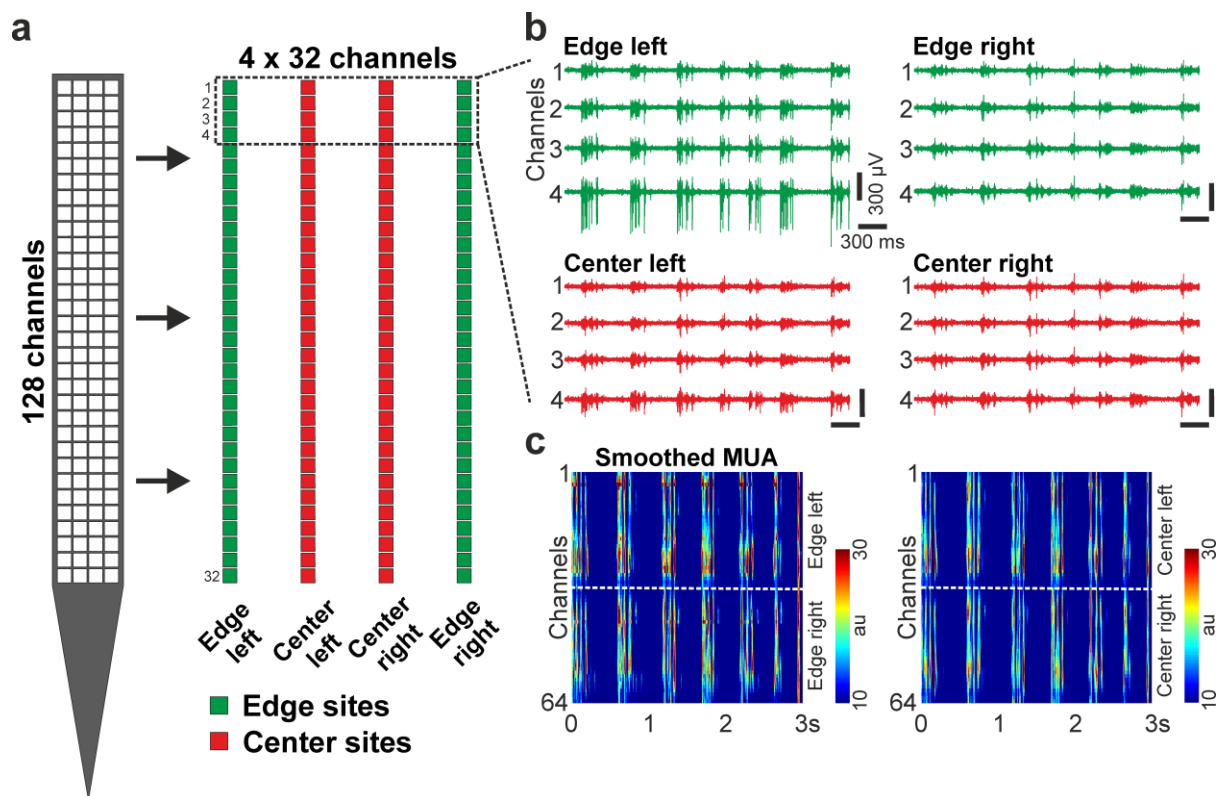 a
4 x 32 channels
128 channels
1
2
3
4
32
Edge left
Center left
Center right
Edge right
Edge sites
Center sites
b
Edge left
Channels
1
2
3
4
300 µV
300 ms
Edge right
1
2
3
4
Center left
1
2
3
4
Center right
1
2
3
4
c
Smoothed MUA
Channels
1
64
0
1
2
3s
Edge left
Edge right
30
au
10
Channels
1
64
0
1
2
3s
Center left
Center right
30
au
10